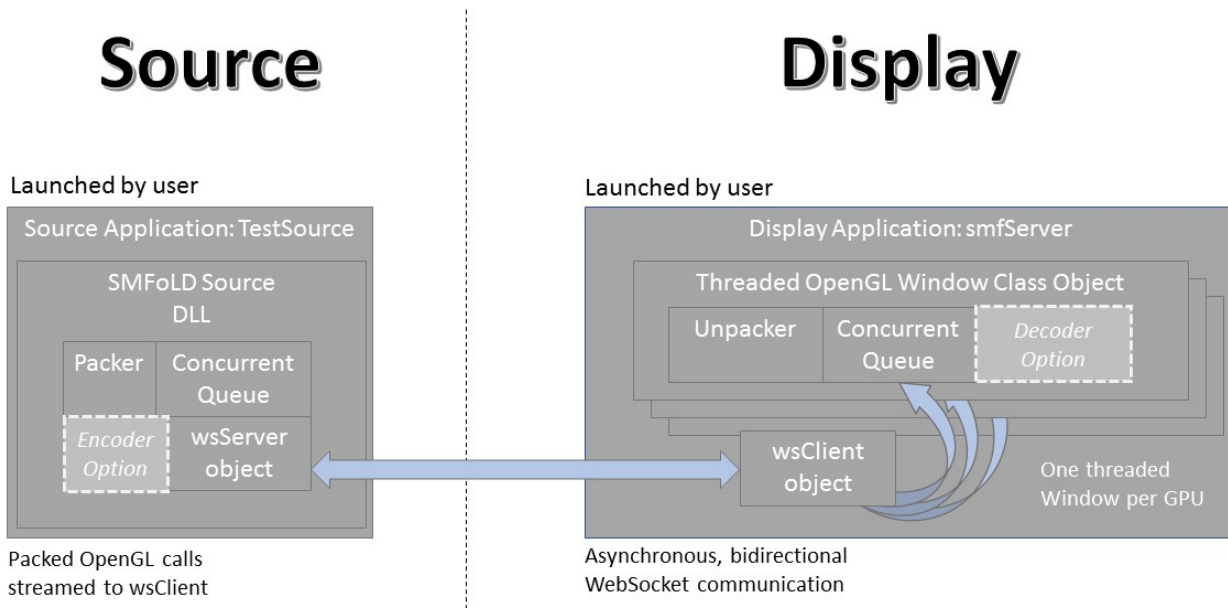 Source
Display
Launched by user
Source Application: TestSource
SMFoLD Source
DLL
Packer
Concurrent
Queue
Encoder
Option
wsServer
object
Packed OpenGL calls
streamed to wsClient
Launched by user
Display Application: smfServer
Threaded OpenGL Window Class Object
Unpacker
Concurrent
Queue
Decoder
Option
wsClient
object
One threaded
Window per GPU
Asynchronous, bidirectional
WebSocket communication